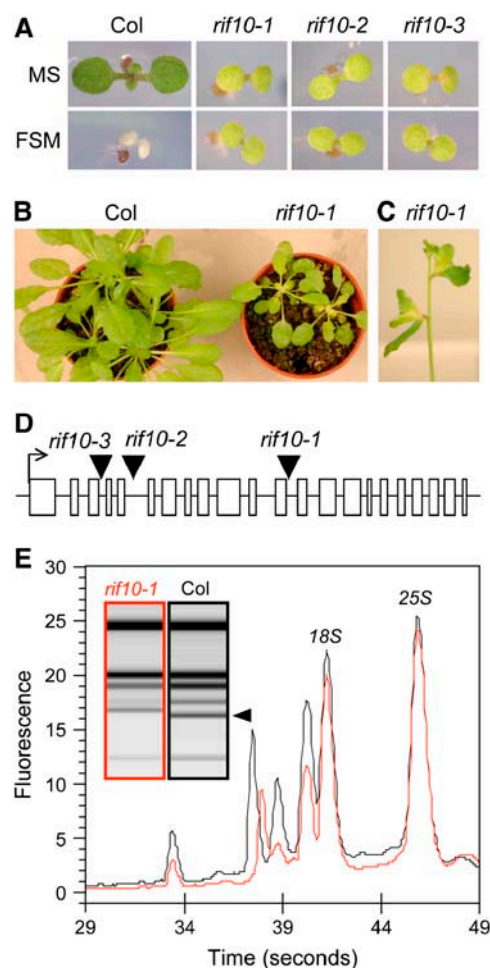 A Col rif10-1 rif10-2 rif10-3
MS
FSM
B Col rif10-1 C rif10-1
D
rif10-3 rif10-2 rif10-1
E
30
25
20
15
10
5
0
Fluorescence
rif10-1 Col
18S
25S
29 34 39 44 49
Time (seconds)